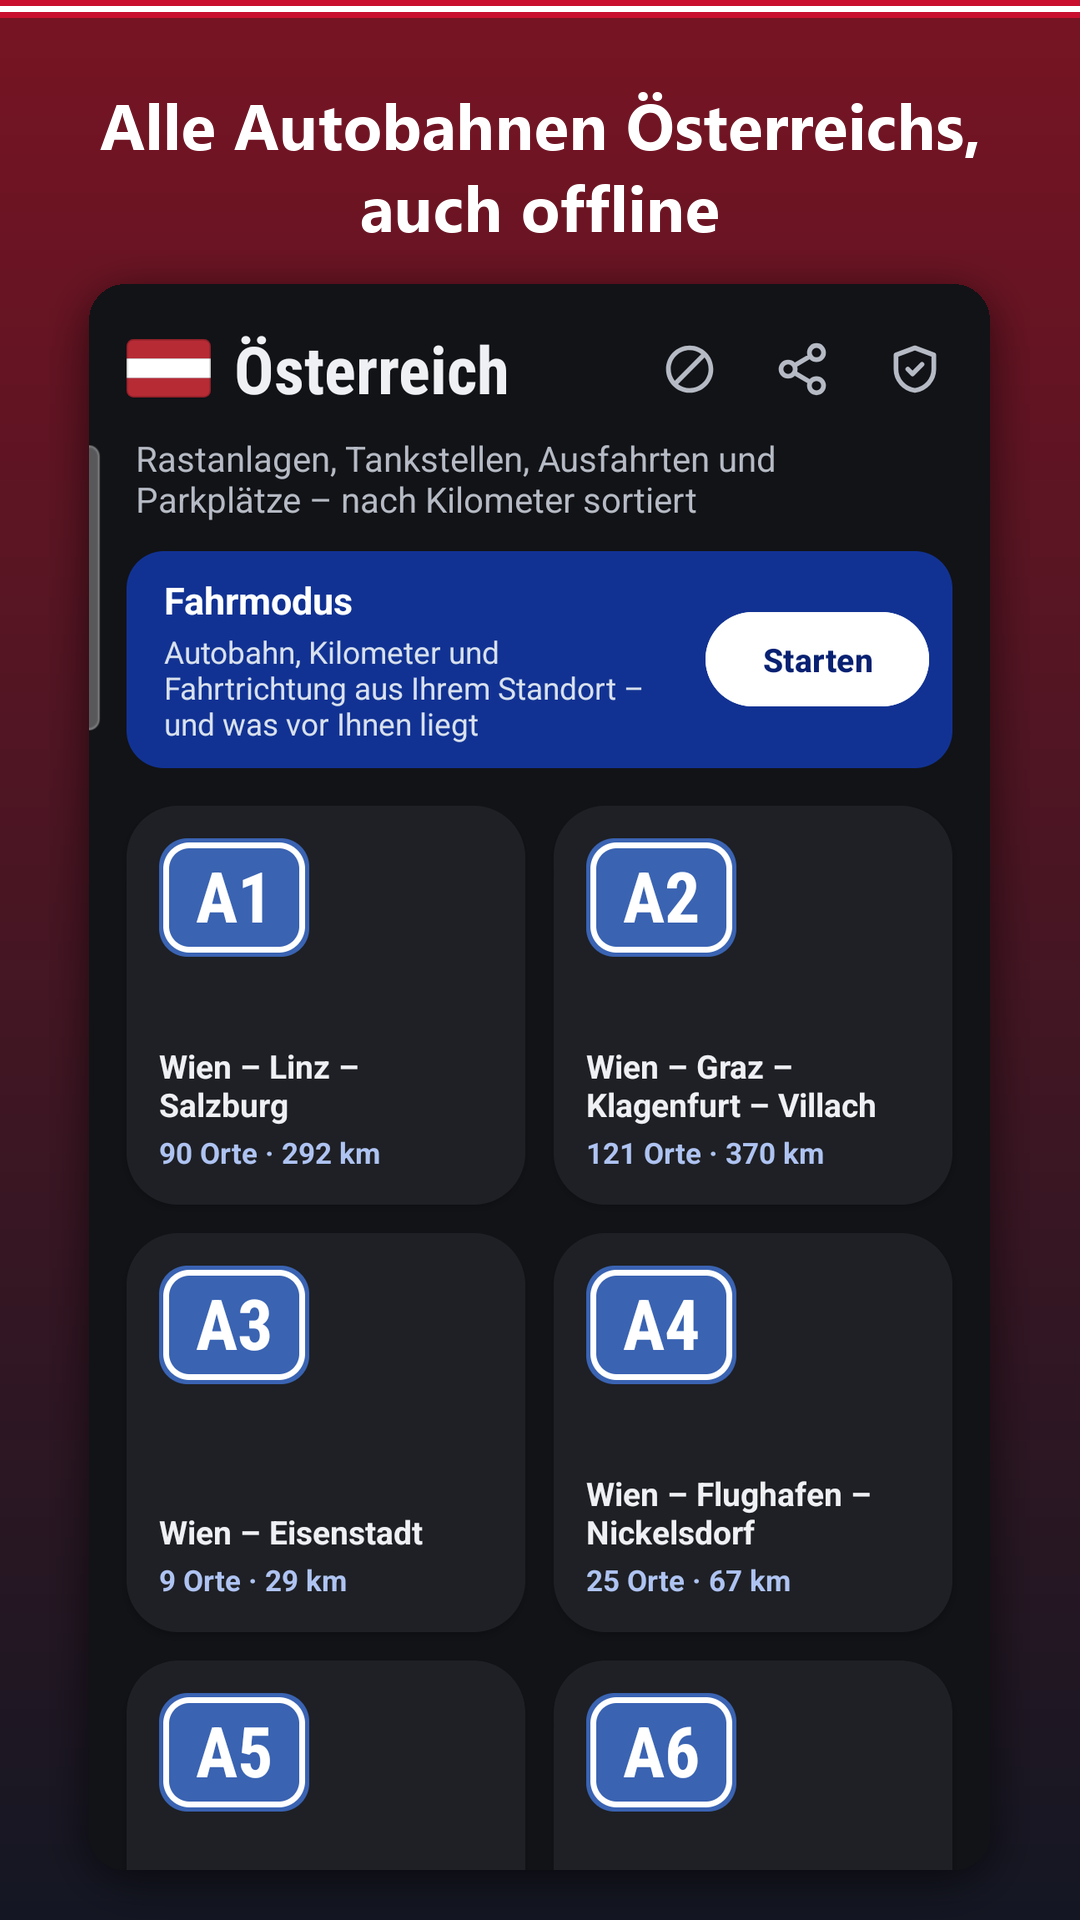 Alle Autobahnen Österreichs,
auch offline
Österreich
Rastanlagen, Tankstellen, Ausfahrten und
Parkplätze – nach Kilometer sortiert
Fahrmodus
Autobahn, Kilometer und
Fahrtrichtung aus Ihrem Standort –
und was vor Ihnen liegt
Starten
A1
Wien – Linz –
Salzburg
90 Orte · 292 km
A2
Wien – Graz –
Klagenfurt – Villach
121 Orte · 370 km
A3
Wien – Eisenstadt
9 Orte · 29 km
A4
Wien – Flughafen –
Nickelsdorf
25 Orte · 67 km
A5
A6